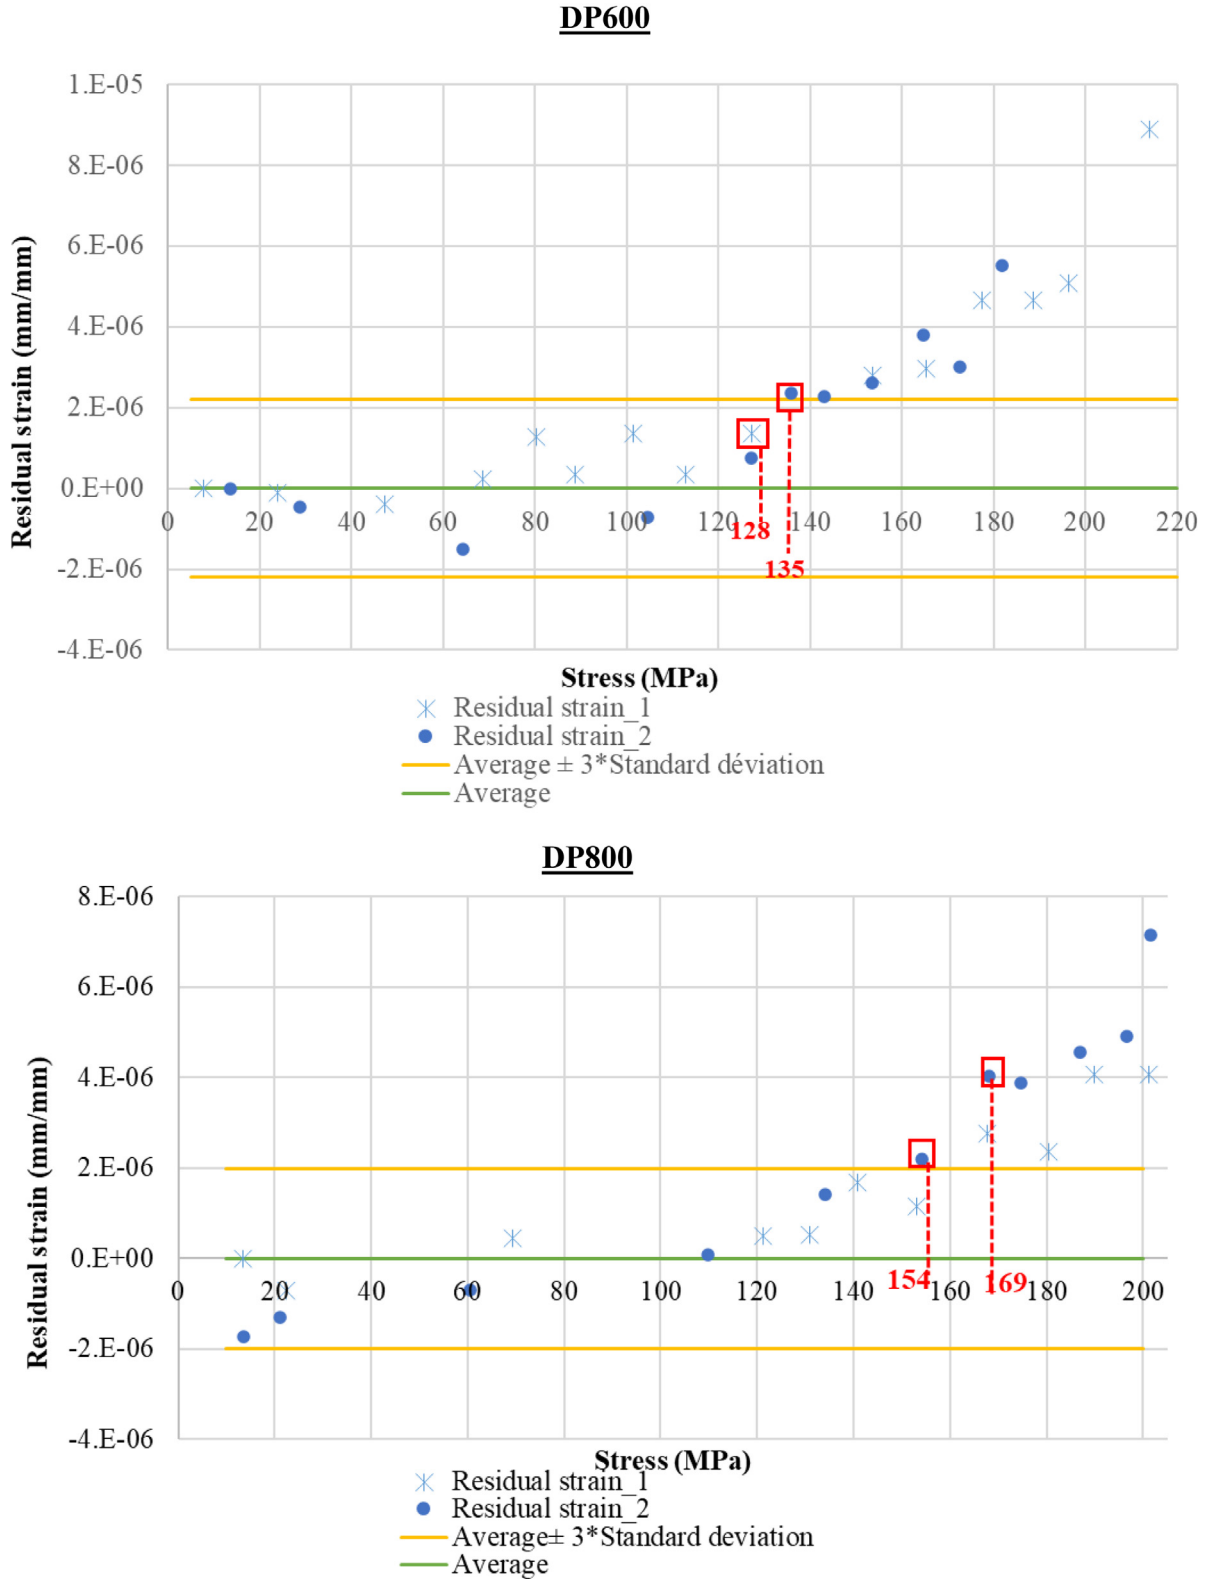 DP600
1.E-05
8.E-06
6.E-06
4.E-06
2.E-06
0.E+00
-2.E-06
-4.E-06
Residual strain (mm/mm)
0 20 40 60 80 100 120 140 160 180 200 220
128
135
Stress (MPa)
Residual strain_1
Residual strain_2
Average ± 3*Standard déviation
Average
DP800
8.E-06
6.E-06
4.E-06
2.E-06
0.E+00
-2.E-06
-4.E-06
Residual strain (mm/mm)
0 20 40 60 80 100 120 140 160 180 200
154 169
Stress (MPa)
Residual strain_1
Residual strain_2
Average± 3*Standard deviation
Average